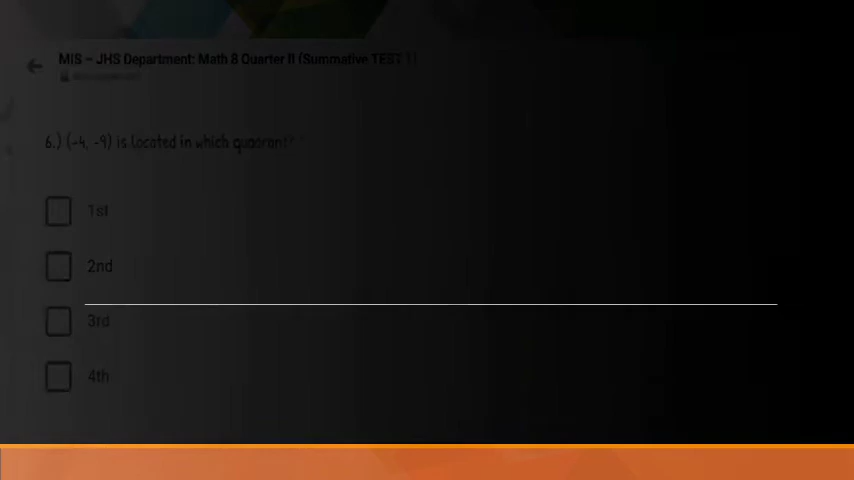 MIS – JHS Department: Math 8 Quarter II (Summative TEST 1)
6.) (-4, -9) is located in which quadrant?
1st
2nd
3rd
4th